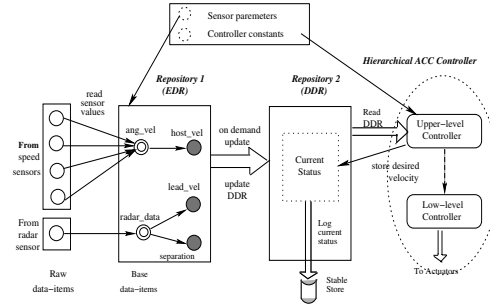 Sensor paremeters
Controller constants
Hierarchical ACC Controller
Repository 1
(EDR)
Repository 2
(DDR)
read
sensor
values
ang_vel
host_vel
on demand
update
Read
DDR
Upper-level
Controller
From
speed
sensors
Current
Status
store desired
velocity
lead_vel
update
DDR
radar_data
Low-level
Controller
From
radar
sensor
separation
Log
current
status
To Actuators
Raw
data-items
Base
data-items
Stable
Store